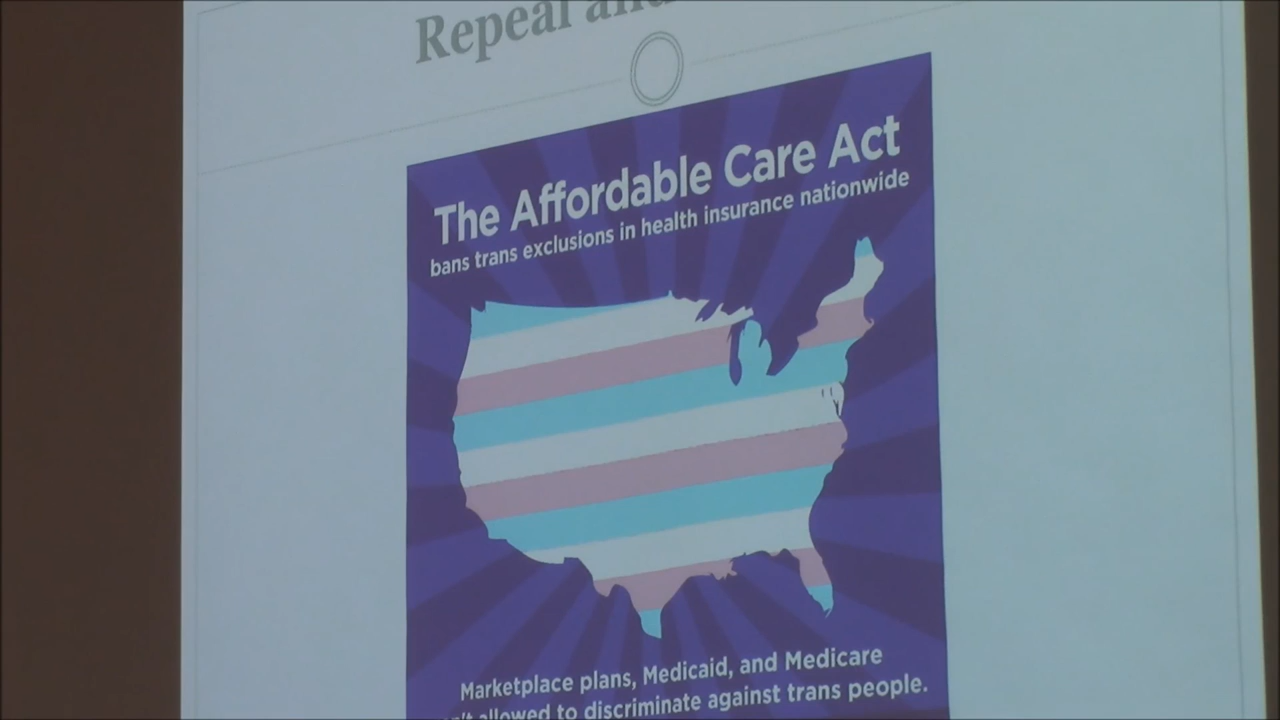 Repeal and
The Affordable Care Act
bans trans exclusions in health insurance nationwide
Marketplace plans, Medicaid, and Medicare
allowed to discriminate against trans people.